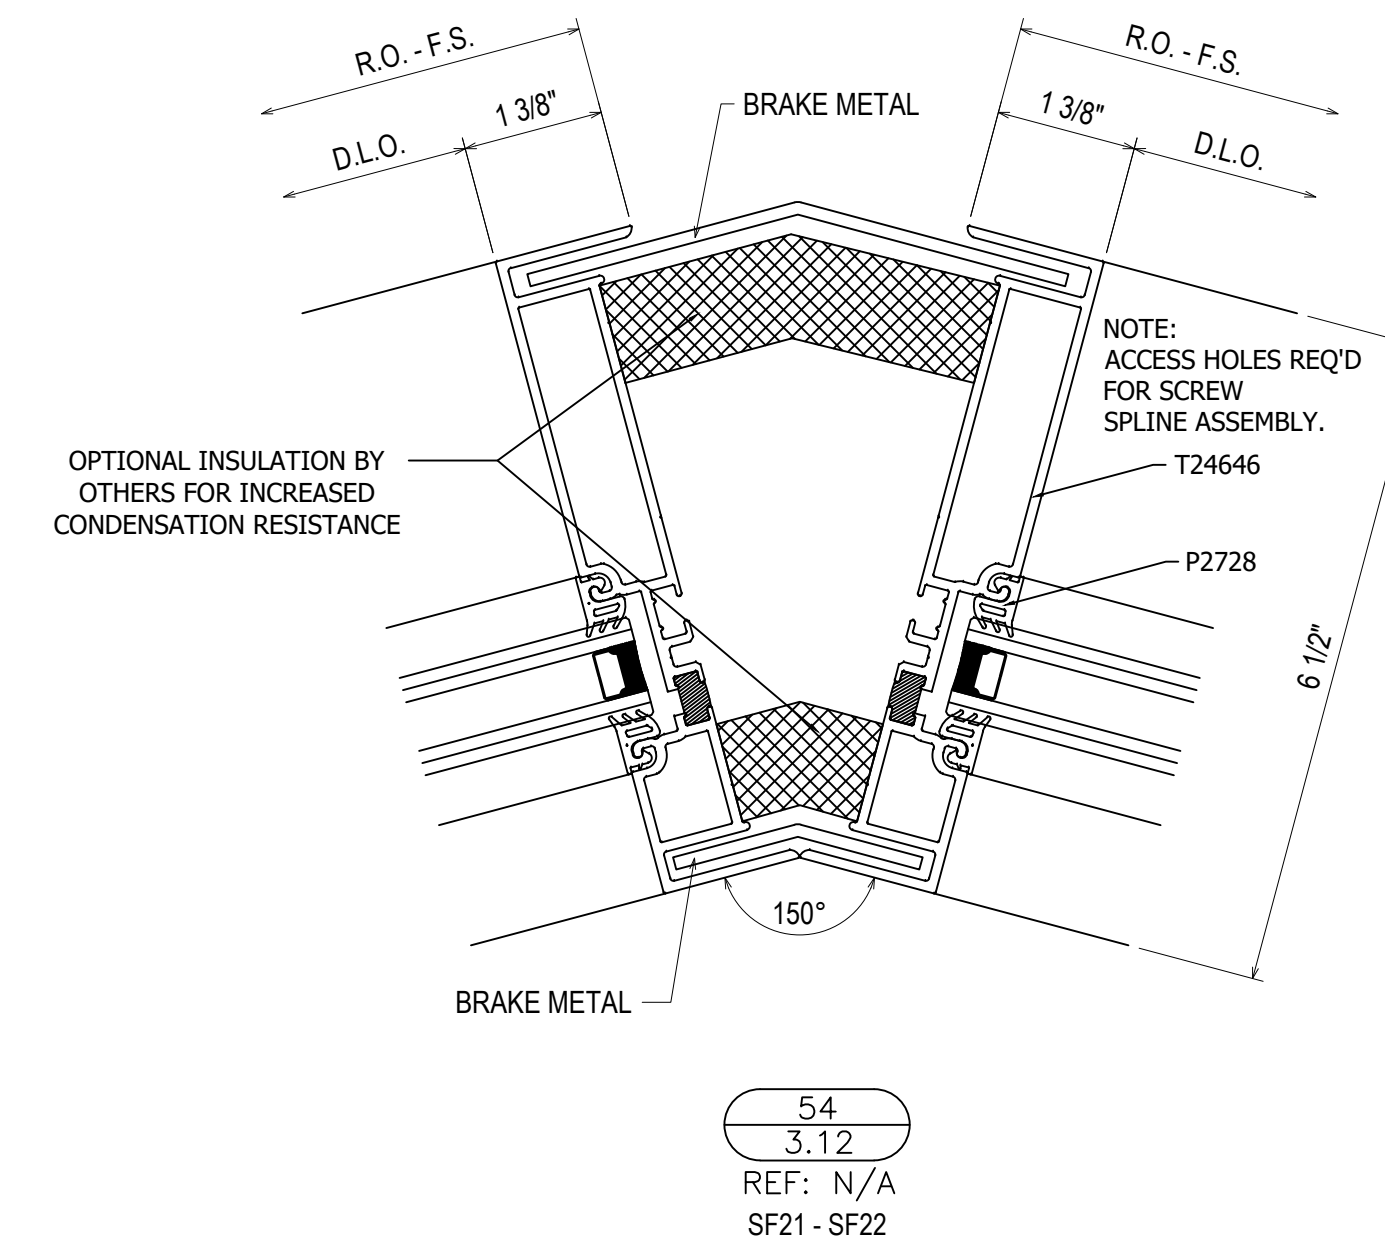 R.O. - F.S.
R.O. - F.S.
1 3/8"
BRAKE METAL
1 3/8"
D.L.O.
D.L.O.
NOTE:
ACCESS HOLES REQ'D
FOR SCREW
SPLINE ASSEMBLY.
OPTIONAL INSULATION BY
OTHERS FOR INCREASED
CONDENSATION RESISTANCE
T24646
P2728
6 1/2"
150°
BRAKE METAL
54
3.12
REF: N/A
SF21 - SF22